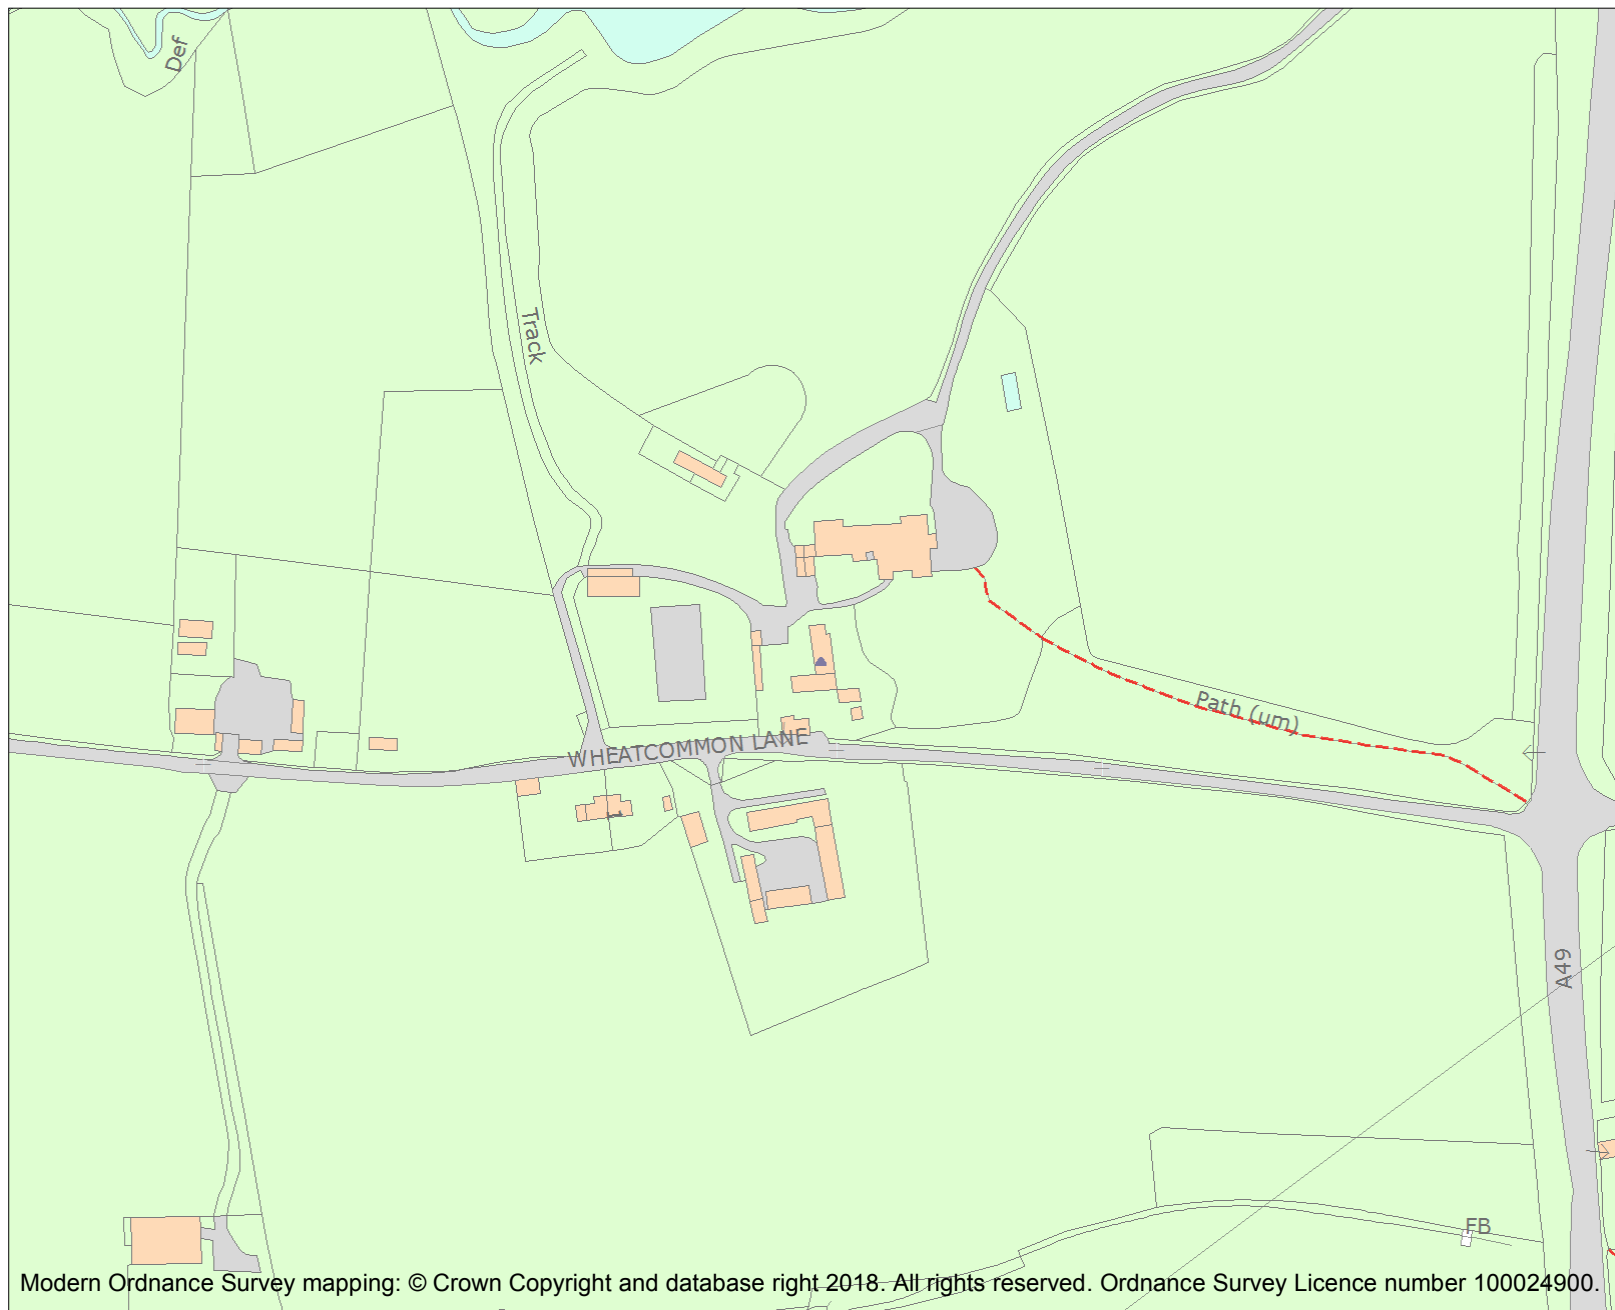 Def
Track
Path (um)
WHEATCOMMON LANE
1
A49
FB
Modern Ordnance Survey mapping: © Crown Copyright and database right 2018. All rights reserved. Ordnance Survey Licence number 100024900.